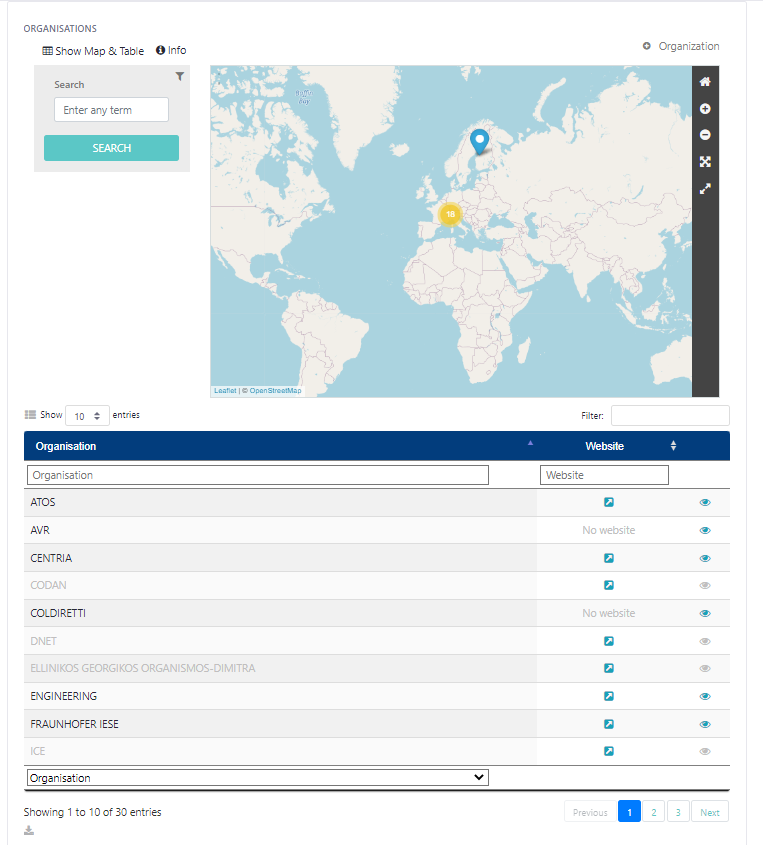 ORGANISATIONS
Show Map & Table Info
Organization
Search
Enter any term
SEARCH
Baffin Bay
18
Leaflet | © OpenStreetMap
Show 10 entries
Filter:
Organisation Website
Organisation Website
ATOS
AVR No website
CENTRIA
CODAN
COLDIRETTI No website
DNET
ELLINIKOS GEORGIKOS ORGANISMOS-DIMITRA
ENGINEERING
FRAUNHOFER IESE
ICE
Organisation
Showing 1 to 10 of 30 entries
Previous 1 2 3 Next